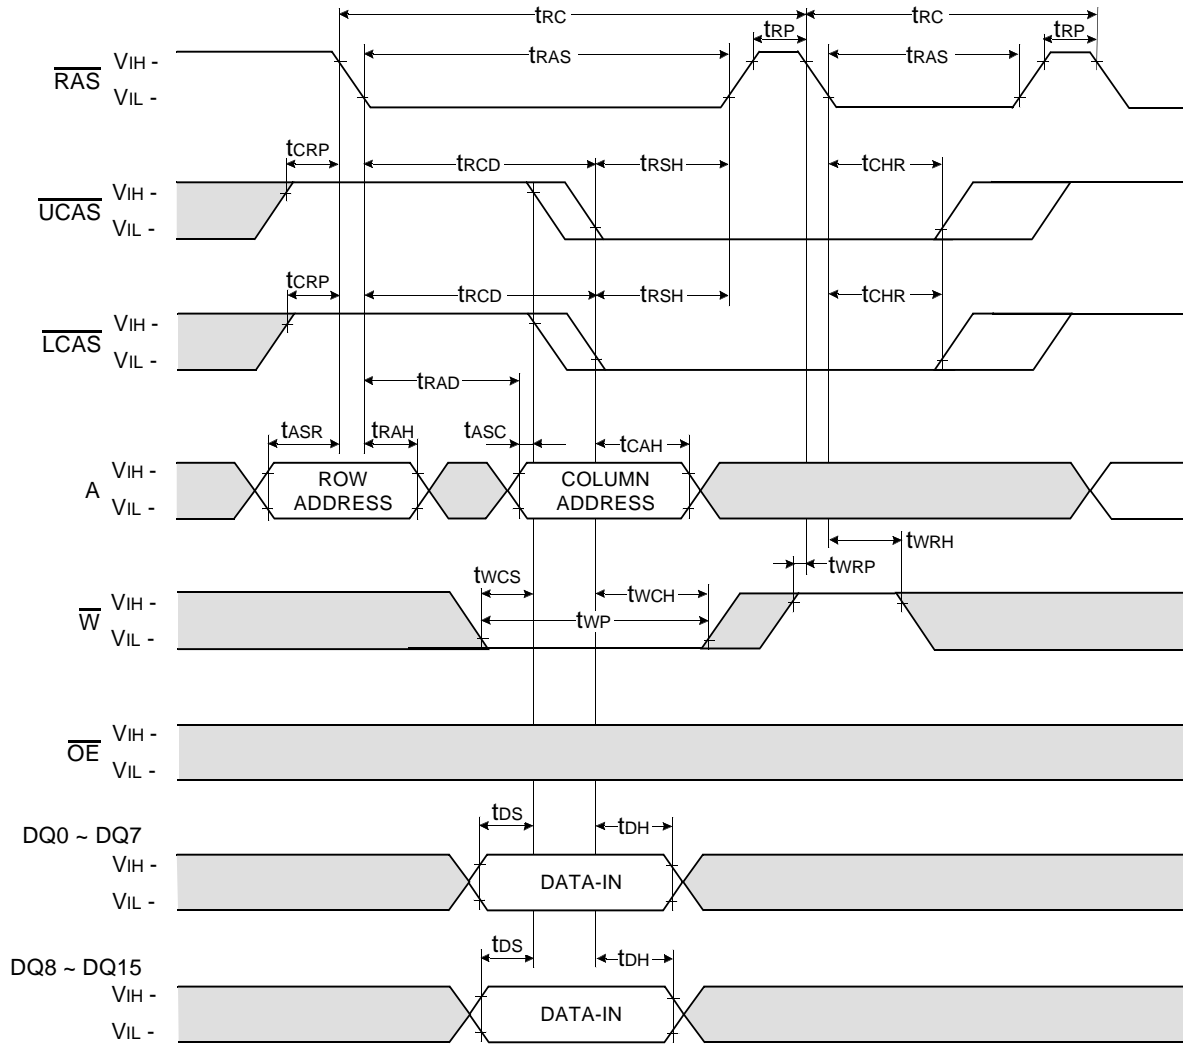 tRC tRC
tRP tRP
tRAS tRAS
RAS VIH -
VIL -
tCRP tRCD tRSH tCHR
UCAS VIH -
VIL -
tCRP tRCD tRSH tCHR
LCAS VIH -
VIL -
tRAD
tASR tRAH tASC tCAH
A VIH -
VIL -
ROW
ADDRESS
COLUMN
ADDRESS
tWRH
tWRP
tWCS tWCH
tWP
W VIH -
VIL -
OE VIH -
VIL -
tDS tDH
DQ0 ~ DQ7
VIH -
VIL -
DATA-IN
tDS tDH
DQ8 ~ DQ15
VIH -
VIL -
DATA-IN